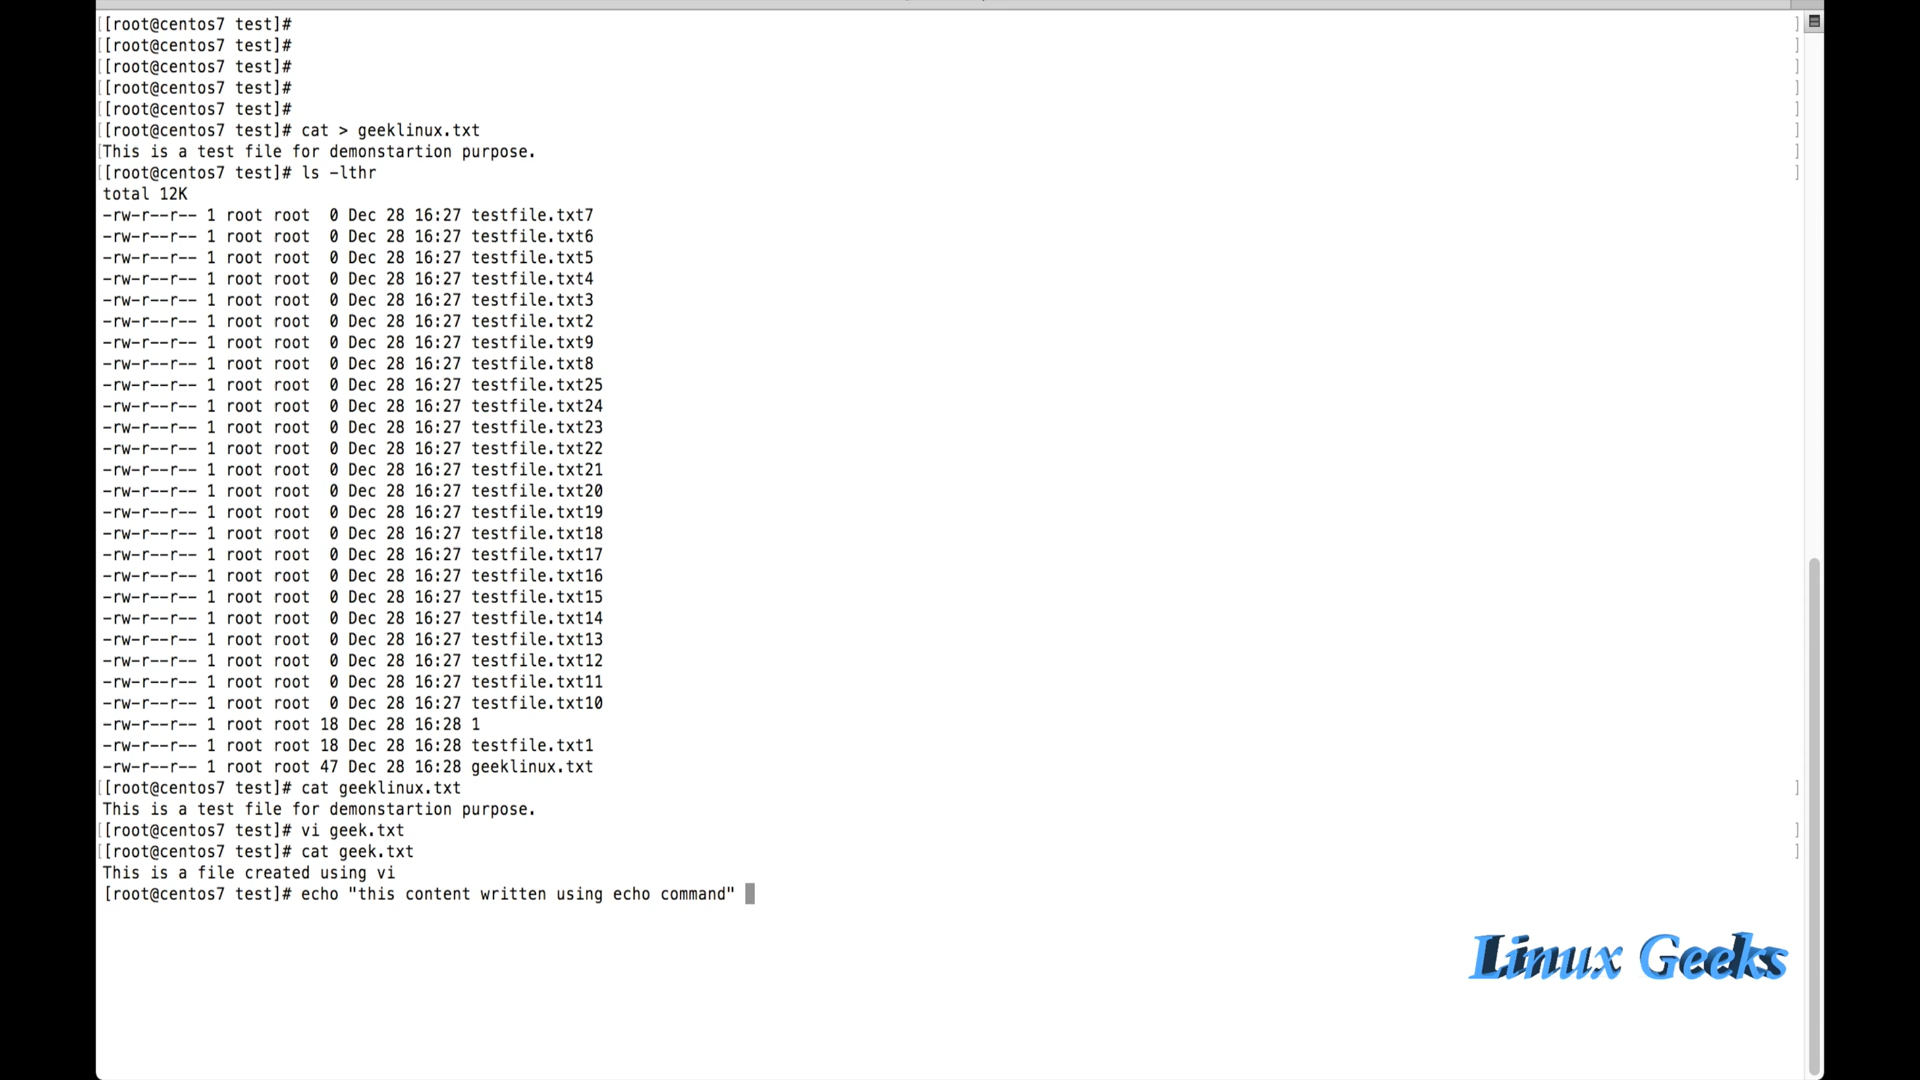 [[root@centos7 test]# ]
[[root@centos7 test]# ]
[[root@centos7 test]# ]
[[root@centos7 test]# ]
[[root@centos7 test]# ]
[[root@centos7 test]# cat > geeklinux.txt ]
[This is a test file for demonstartion purpose. ]
[[root@centos7 test]# ls -lthr ]
total 12K
-rw-r--r-- 1 root root  0 Dec 28 16:27 testfile.txt7
-rw-r--r-- 1 root root  0 Dec 28 16:27 testfile.txt6
-rw-r--r-- 1 root root  0 Dec 28 16:27 testfile.txt5
-rw-r--r-- 1 root root  0 Dec 28 16:27 testfile.txt4
-rw-r--r-- 1 root root  0 Dec 28 16:27 testfile.txt3
-rw-r--r-- 1 root root  0 Dec 28 16:27 testfile.txt2
-rw-r--r-- 1 root root  0 Dec 28 16:27 testfile.txt9
-rw-r--r-- 1 root root  0 Dec 28 16:27 testfile.txt8
-rw-r--r-- 1 root root  0 Dec 28 16:27 testfile.txt25
-rw-r--r-- 1 root root  0 Dec 28 16:27 testfile.txt24
-rw-r--r-- 1 root root  0 Dec 28 16:27 testfile.txt23
-rw-r--r-- 1 root root  0 Dec 28 16:27 testfile.txt22
-rw-r--r-- 1 root root  0 Dec 28 16:27 testfile.txt21
-rw-r--r-- 1 root root  0 Dec 28 16:27 testfile.txt20
-rw-r--r-- 1 root root  0 Dec 28 16:27 testfile.txt19
-rw-r--r-- 1 root root  0 Dec 28 16:27 testfile.txt18
-rw-r--r-- 1 root root  0 Dec 28 16:27 testfile.txt17
-rw-r--r-- 1 root root  0 Dec 28 16:27 testfile.txt16
-rw-r--r-- 1 root root  0 Dec 28 16:27 testfile.txt15
-rw-r--r-- 1 root root  0 Dec 28 16:27 testfile.txt14
-rw-r--r-- 1 root root  0 Dec 28 16:27 testfile.txt13
-rw-r--r-- 1 root root  0 Dec 28 16:27 testfile.txt12
-rw-r--r-- 1 root root  0 Dec 28 16:27 testfile.txt11
-rw-r--r-- 1 root root  0 Dec 28 16:27 testfile.txt10
-rw-r--r-- 1 root root 18 Dec 28 16:28 1
-rw-r--r-- 1 root root 18 Dec 28 16:28 testfile.txt1
-rw-r--r-- 1 root root 47 Dec 28 16:28 geeklinux.txt
[[root@centos7 test]# cat geeklinux.txt ]
This is a test file for demonstartion purpose.
[[root@centos7 test]# vi geek.txt ]
[[root@centos7 test]# cat geek.txt ]
This is a file created using vi
[root@centos7 test]# echo "this content written using echo command"
Linux Geeks